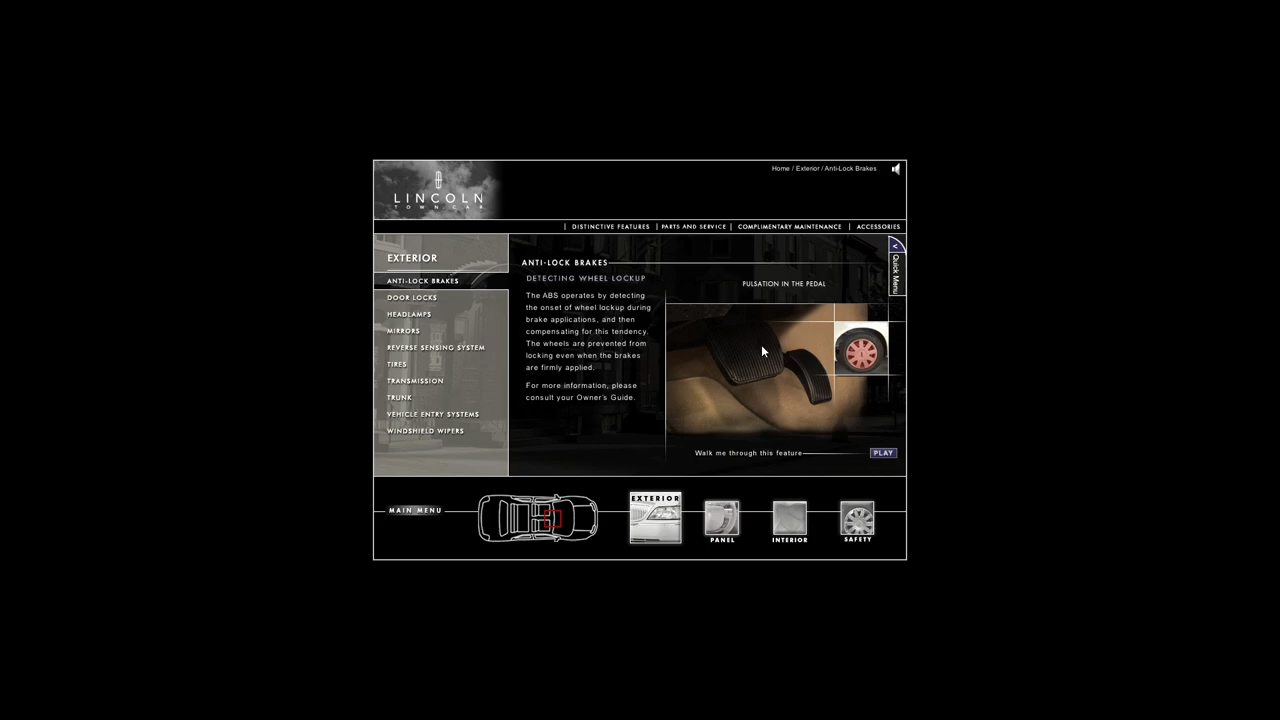 Home / Exterior / Anti-Lock Brakes
LINCOLN
TOWN CAR
DISTINCTIVE FEATURES | PARTS AND SERVICE | COMPLIMENTARY MAINTENANCE | ACCESSORIES
EXTERIOR
ANTI-LOCK BRAKES
DOOR LOCKS
HEADLAMPS
MIRRORS
REVERSE SENSING SYSTEM
TIRES
TRANSMISSION
TRUNK
VEHICLE ENTRY SYSTEMS
WINDSHIELD WIPERS
ANTI-LOCK BRAKES
DETECTING WHEEL LOCKUP
The ABS operates by detecting
the onset of wheel lockup during
brake applications, and then
compensating for this tendency.
The wheels are prevented from
locking even when the brakes
are firmly applied.
For more information, please
consult your Owner's Guide.
PULSATION IN THE PEDAL
Walk me through this feature
PLAY
Quick Menu
MAIN MENU
EXTERIOR
PANEL
INTERIOR
SAFETY